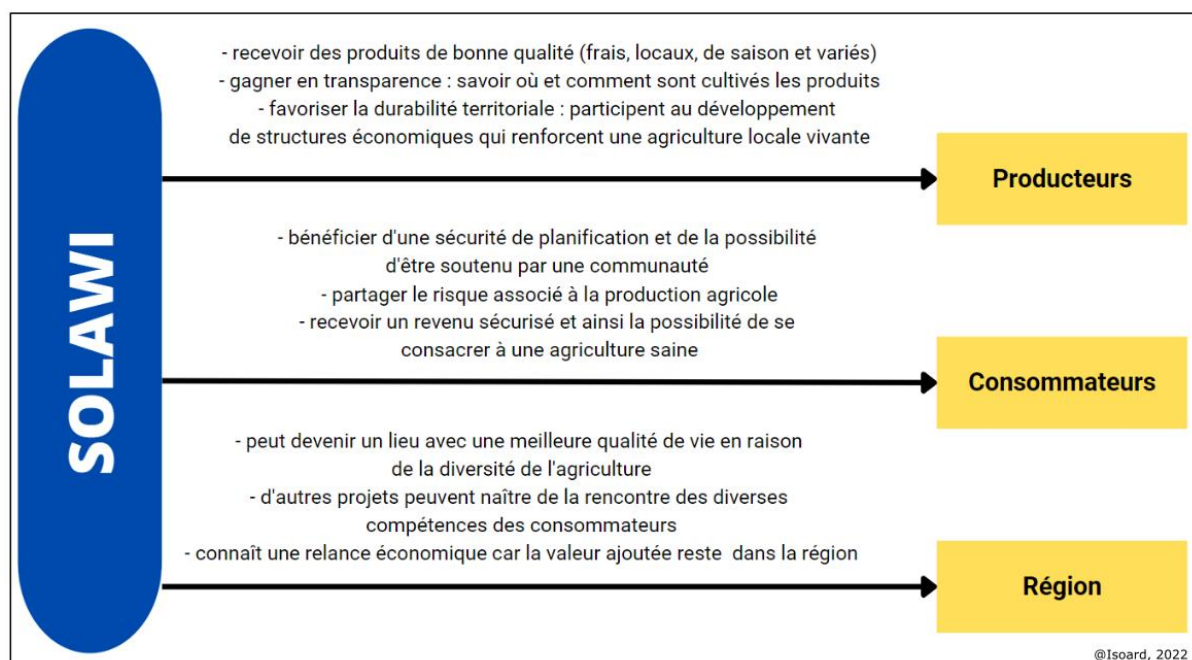 SOLAWI
- recevoir des produits de bonne qualité (frais, locaux, de saison et variés)
- gagner en transparence : savoir où et comment sont cultivés les produits
- favoriser la durabilité territoriale : participent au développement
de structures économiques qui renforcent une agriculture locale vivante
Producteurs
- bénéficier d'une sécurité de planification et de la possibilité
d'être soutenu par une communauté
- partager le risque associé à la production agricole
- recevoir un revenu sécurisé et ainsi la possibilité de se
consacrer à une agriculture saine
Consommateurs
- peut devenir un lieu avec une meilleure qualité de vie en raison
de la diversité de l'agriculture
- d'autres projets peuvent naître de la rencontre des diverses
compétences des consommateurs
- connaît une relance économique car la valeur ajoutée reste dans la région
Région
@Isoard, 2022